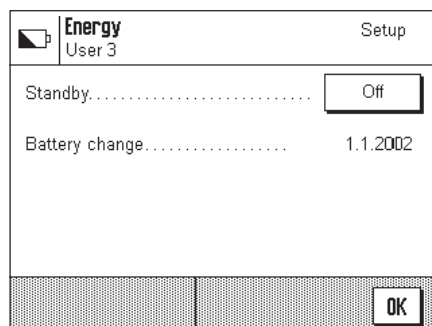 Energy Setup
User 3
Standby............................ Off
Battery change................. 1.1.2002
OK